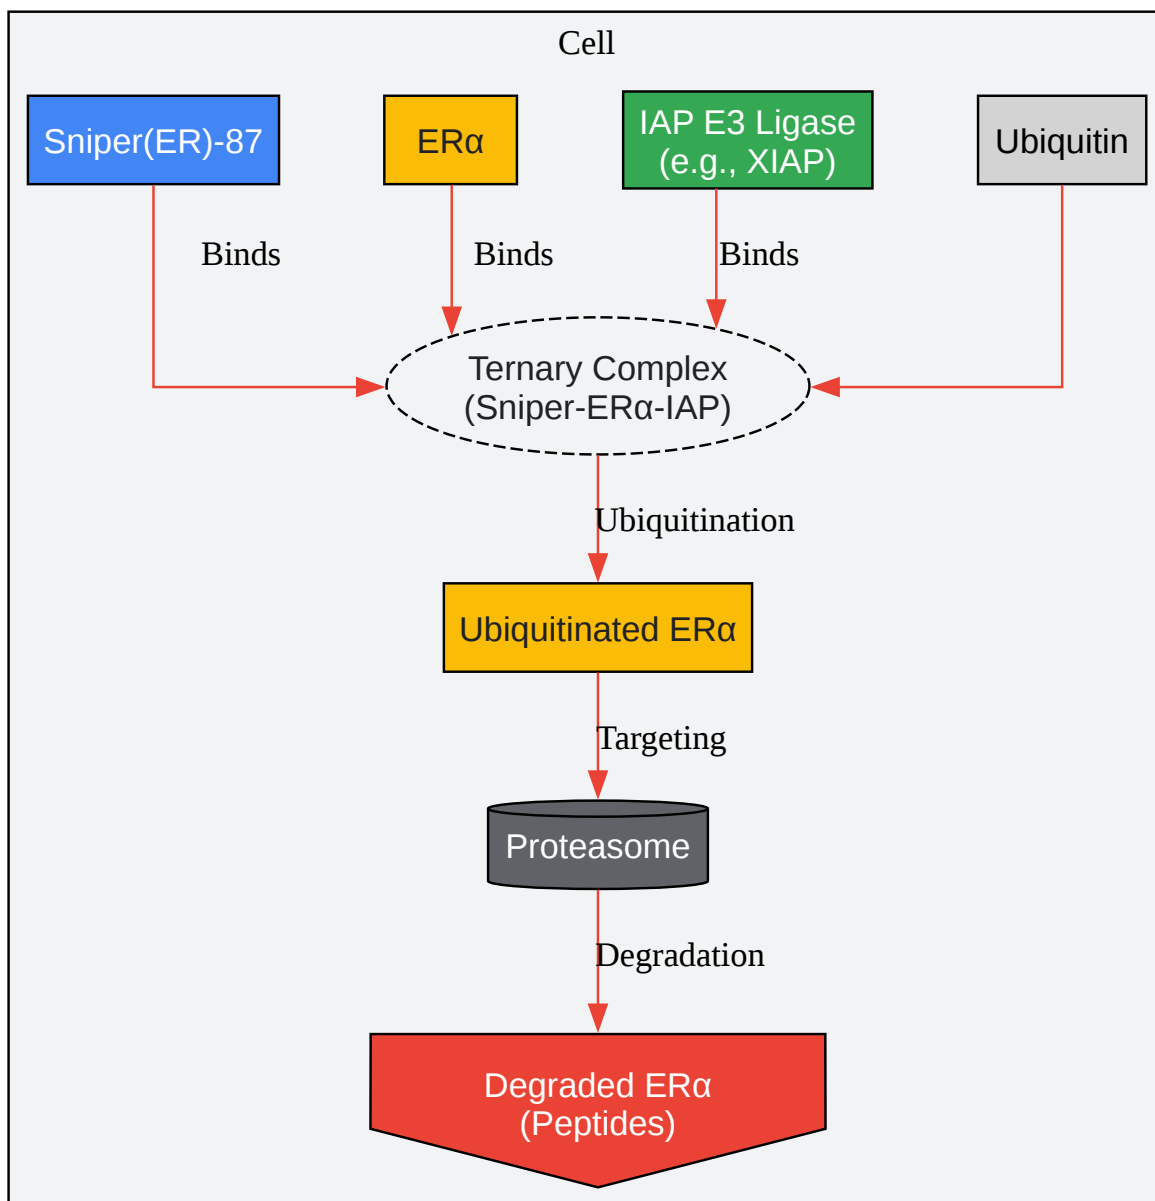 Cell
Sniper(ER)-87
ERα
IAP E3 Ligase
(e.g., XIAP)
Ubiquitin
Binds
Binds
Binds
Ternary Complex
(Sniper-ERα-IAP)
Ubiquitination
Ubiquitinated ERα
Targeting
Proteasome
Degradation
Degraded ERα
(Peptides)